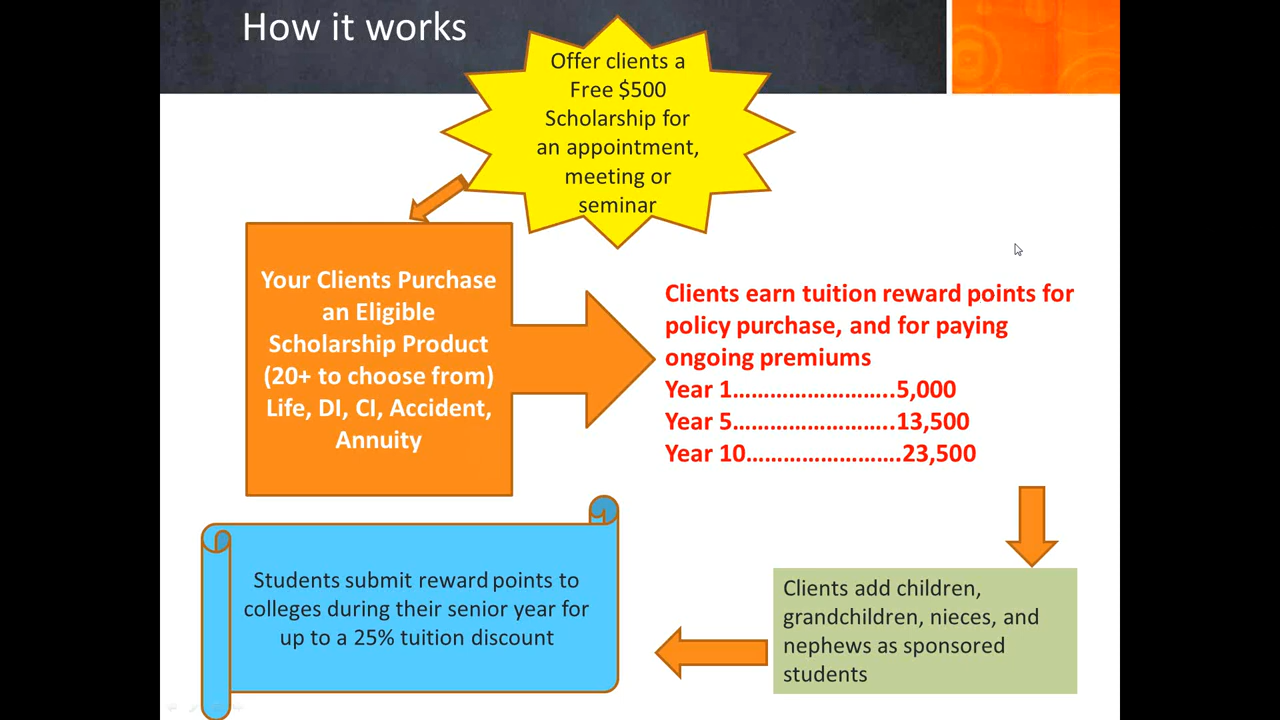 How it works
Offer clients a
Free $500
Scholarship for
an appointment,
meeting or
seminar
Your Clients Purchase
an Eligible
Scholarship Product
(20+ to choose from)
Life, DI, CI, Accident,
Annuity
Clients earn tuition reward points for
policy purchase, and for paying
ongoing premiums
Year 1……………………..5,000
Year 5……………………..13,500
Year 10…………………….23,500
Clients add children,
grandchildren, nieces, and
nephews as sponsored
students
Students submit reward points to
colleges during their senior year for
up to a 25% tuition discount